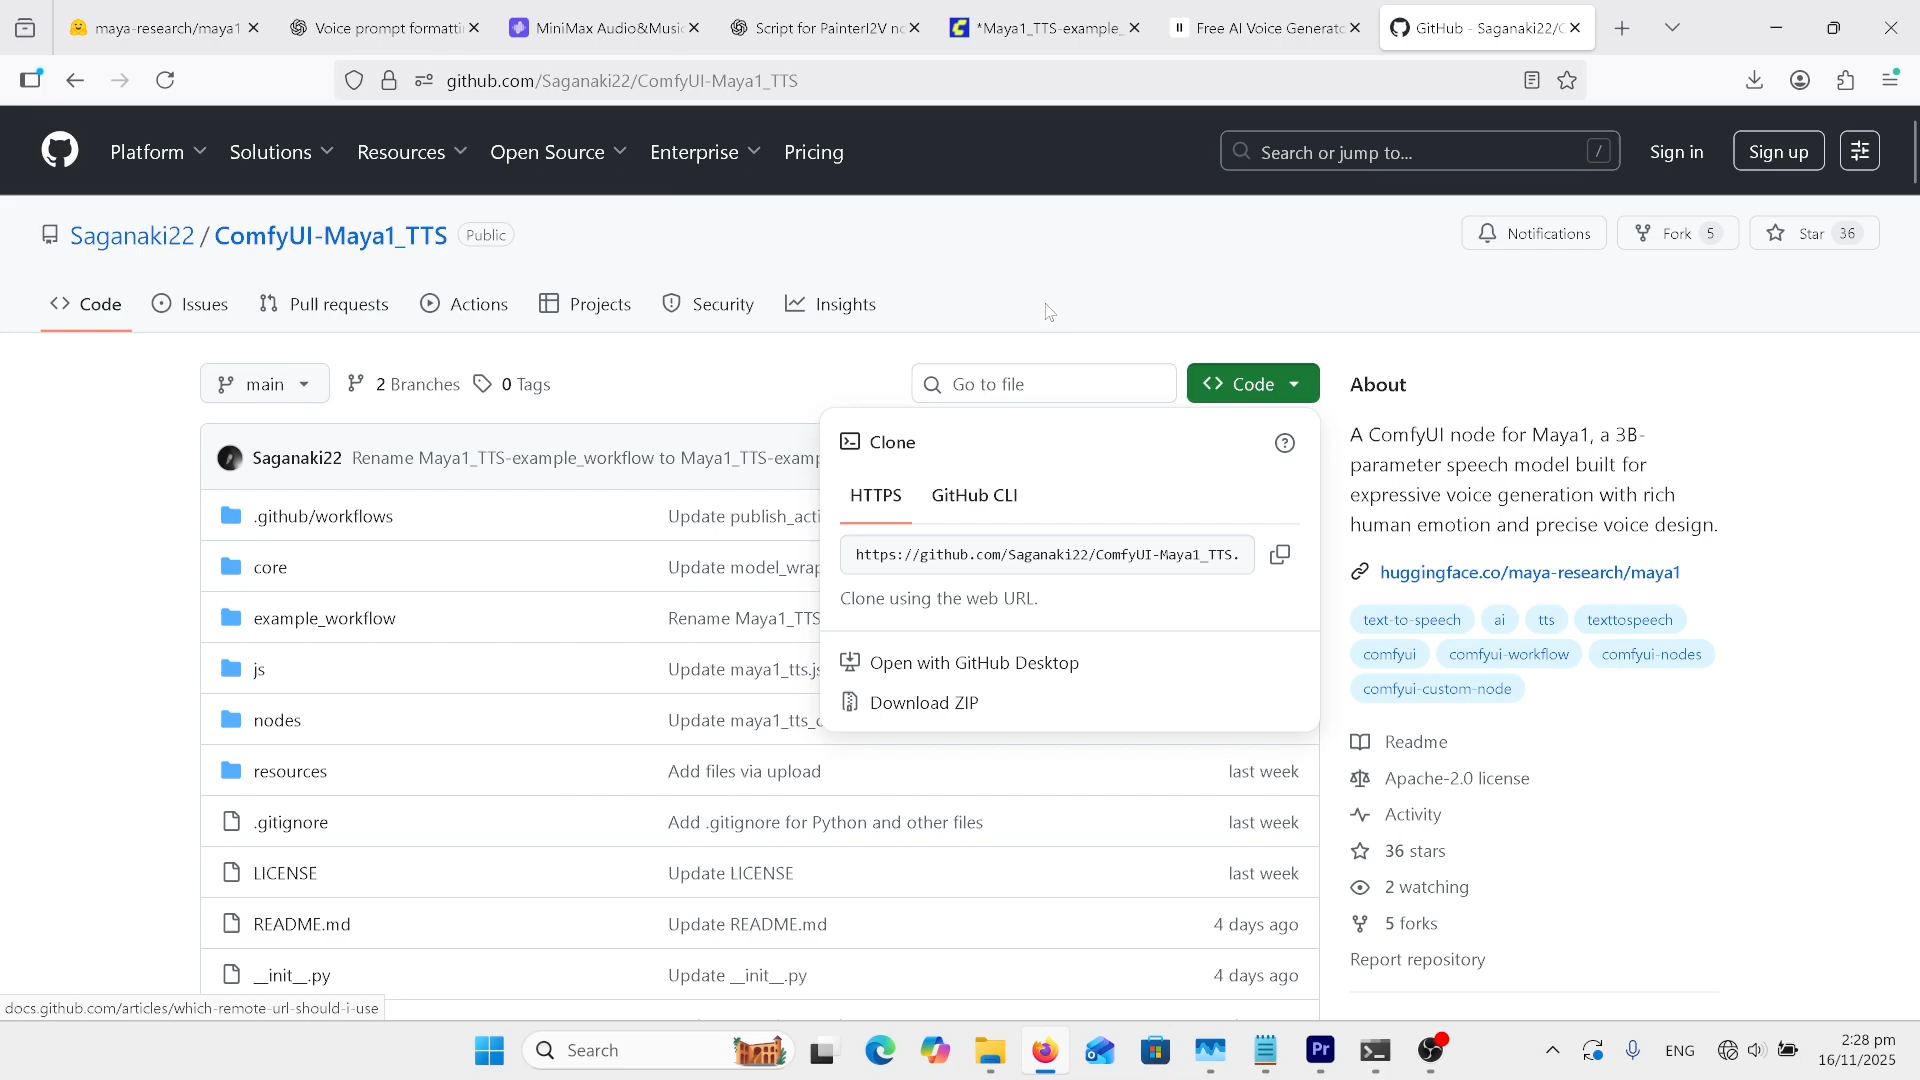 maya-research/maya1
Voice prompt formattin
MiniMax Audio&Music
Script for PainterI2V no
*Maya1_TTS-example_
Free AI Voice Generato
GitHub - Saganaki22/C
github.com/Saganaki22/ComfyUI-Maya1_TTS
Platform
Solutions
Resources
Open Source
Enterprise
Pricing
Search or jump to...
/
Sign in
Sign up
Saganaki22 / ComfyUI-Maya1_TTS
Public
Notifications
Fork 5
Star 36
Code
Issues
Pull requests
Actions
Projects
Security
Insights
main
2 Branches
0 Tags
Go to file
Code
Saganaki22 Rename Maya1_TTS-example_workflow to Maya1_TTS-examp
.github/workflows Update publish_acti
core Update model_wrap
example_workflow Rename Maya1_TTS
js Update maya1_tts.js
nodes Update maya1_tts_c
resources Add files via upload last week
.gitignore Add .gitignore for Python and other files last week
LICENSE Update LICENSE last week
README.md Update README.md 4 days ago
__init__.py Update __init__.py 4 days ago
Clone
HTTPS
GitHub CLI
https://github.com/Saganaki22/ComfyUI-Maya1_TTS.
Clone using the web URL.
Open with GitHub Desktop
Download ZIP
About
A ComfyUI node for Maya1, a 3B-
parameter speech model built for
expressive voice generation with rich
human emotion and precise voice design.
huggingface.co/maya-research/maya1
text-to-speech ai tts texttospeech
comfyui comfyui-workflow comfyui-nodes
comfyui-custom-node
Readme
Apache-2.0 license
Activity
36 stars
2 watching
5 forks
Report repository
docs.github.com/articles/which-remote-url-should-i-use
Search
Pr
ENG
2:28 pm
16/11/2025